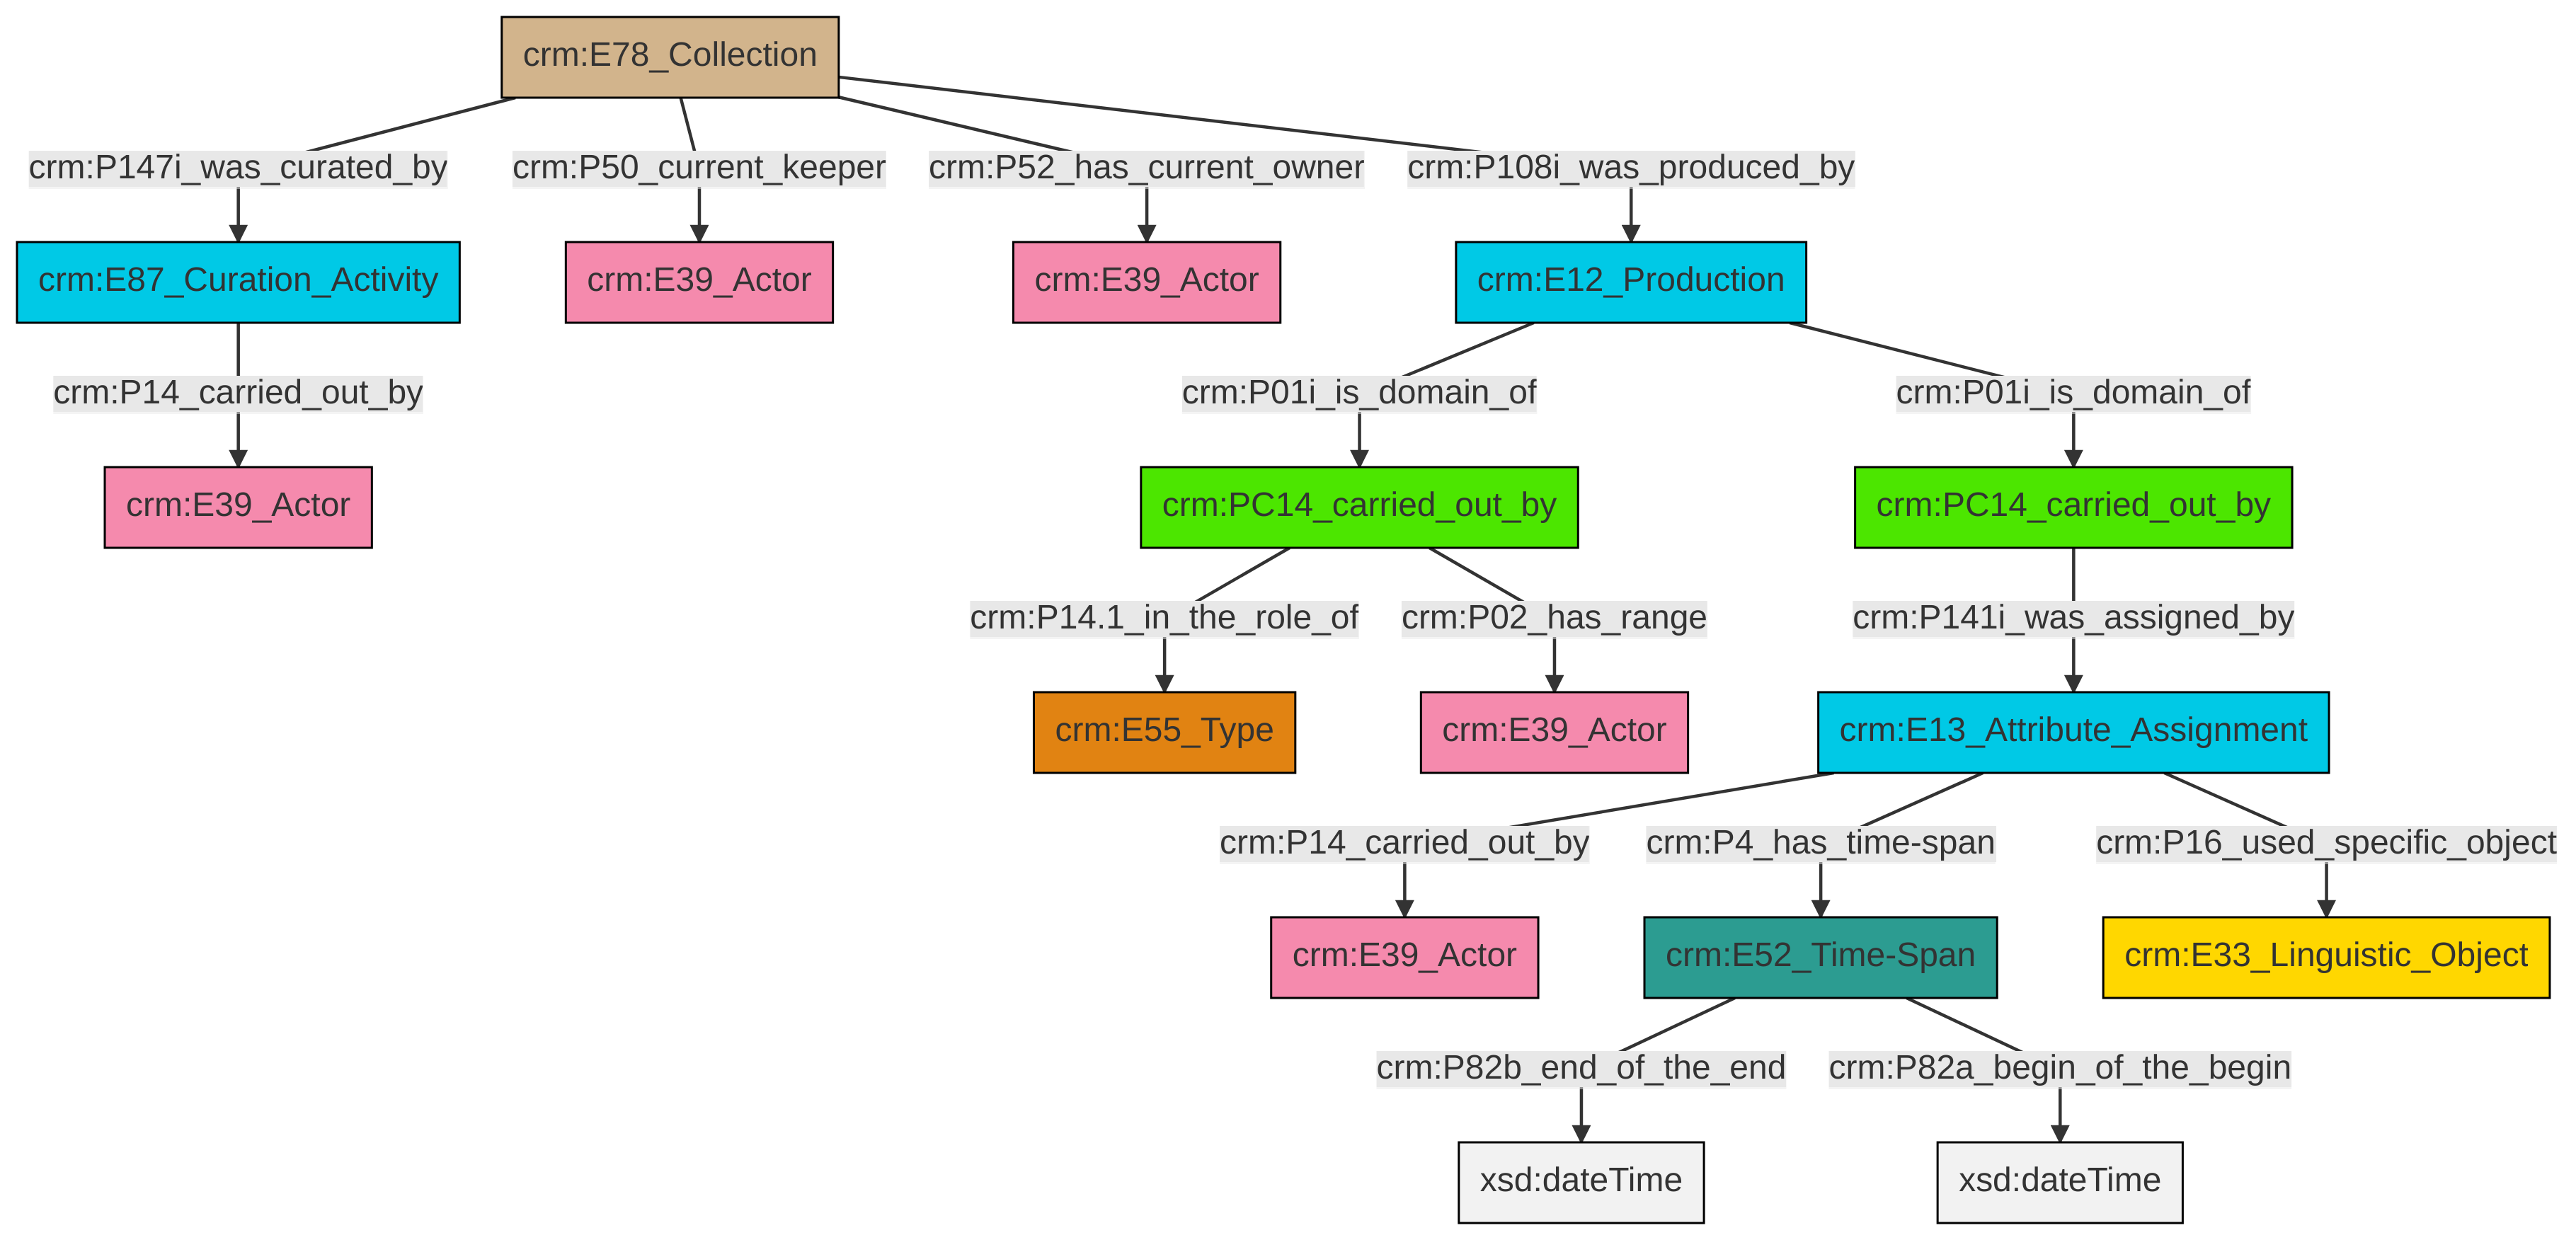 crm:E78_Collection
crm:P147i_was_curated_by
crm:P50_current_keeper
crm:P52_has_current_owner
crm:P108i_was_produced_by
crm:E87_Curation_Activity
crm:E39_Actor
crm:E39_Actor
crm:E12_Production
crm:P14_carried_out_by
crm:P01i_is_domain_of
crm:P01i_is_domain_of
crm:E39_Actor
crm:PC14_carried_out_by
crm:PC14_carried_out_by
crm:P14.1_in_the_role_of
crm:P02_has_range
crm:P141i_was_assigned_by
crm:E55_Type
crm:E39_Actor
crm:E13_Attribute_Assignment
crm:P14_carried_out_by
crm:P4_has_time-span
crm:P16_used_specific_object
crm:E39_Actor
crm:E52_Time-Span
crm:E33_Linguistic_Object
crm:P82b_end_of_the_end
crm:P82a_begin_of_the_begin
xsd:dateTime
xsd:dateTime